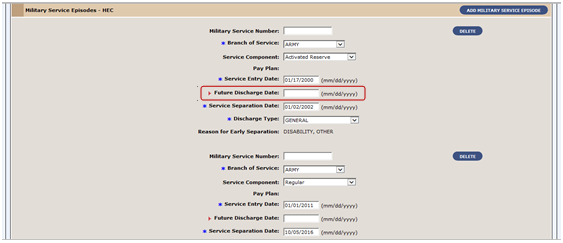 Military Service Episodes - HEC
ADD MILITARY SERVICE EPISODE
Military Service Number:
DELETE
Branch of Service: ARMY
Service Component: Activated Reserve
Pay Plan:
Service Entry Date: 01/17/2000 (mm/dd/yyyy)
Future Discharge Date: (mm/dd/yyyy)
Service Separation Date: 01/02/2002 (mm/dd/yyyy)
Discharge Type: GENERAL
Reason for Early Separation: DISABILITY, OTHER
Military Service Number:
DELETE
Branch of Service: ARMY
Service Component: Regular
Pay Plan:
Service Entry Date: 01/01/2011 (mm/dd/yyyy)
Future Discharge Date: (mm/dd/yyyy)
Service Separation Date: 10/05/2016 (mm/dd/yyyy)